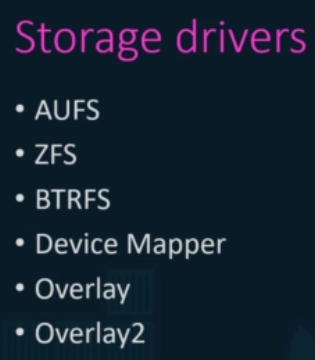 Storage drivers
• AUFS
• ZFS
• BTRFS
• Device Mapper
• Overlay
• Overlay2